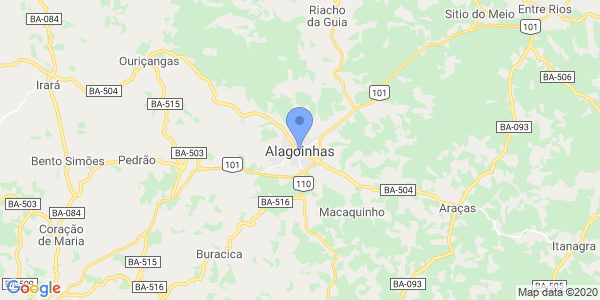 Riacho
da Guia
Sitio do Meio
Entre Rios
BA-084
101
Ouriçangas
BA-506
Irará
BA-504
101
BA-515
BA-093
BA-503
Alagoinhas
Bento Simões
Pedrão
101
110
BA-504
BA-503
BA-084
BA-516
Macaquinho
Araças
Coração
de Maria
Buracica
Itanagra
BA-515
BA-516
BA-093
Google
Map data ©2020